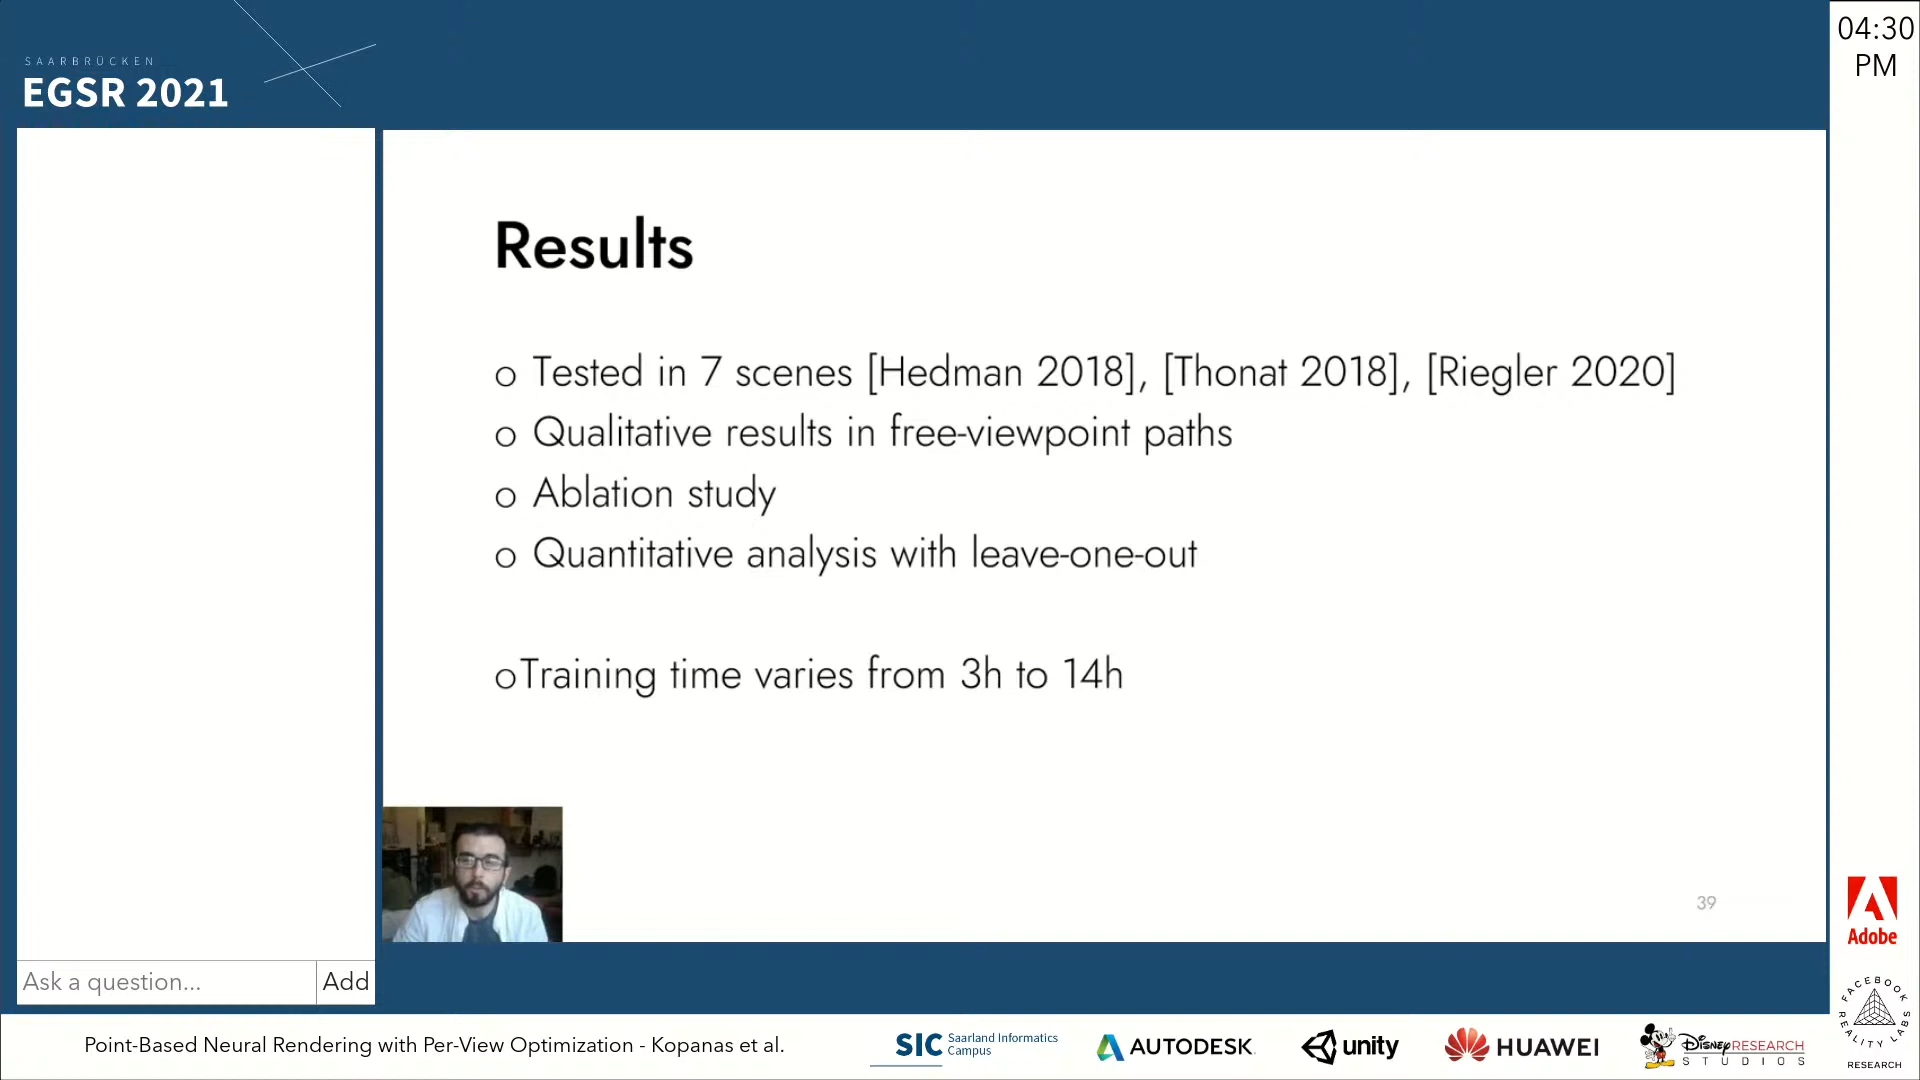 04:30
PM
SAARBRÜCKEN
EGSR 2021
Results
o Tested in 7 scenes [Hedman 2018], [Thonat 2018], [Riegler 2020]
o Qualitative results in free-viewpoint paths
o Ablation study
o Quantitative analysis with leave-one-out
oTraining time varies from 3h to 14h
39
Ask a question...
Add
Adobe
FACEBOOK REALITY LABS
RESEARCH
Point-Based Neural Rendering with Per-View Optimization - Kopanas et al.
SIC Saarland Informatics
Campus
AUTODESK
unity
HUAWEI
DISNEY RESEARCH
STUDIOS